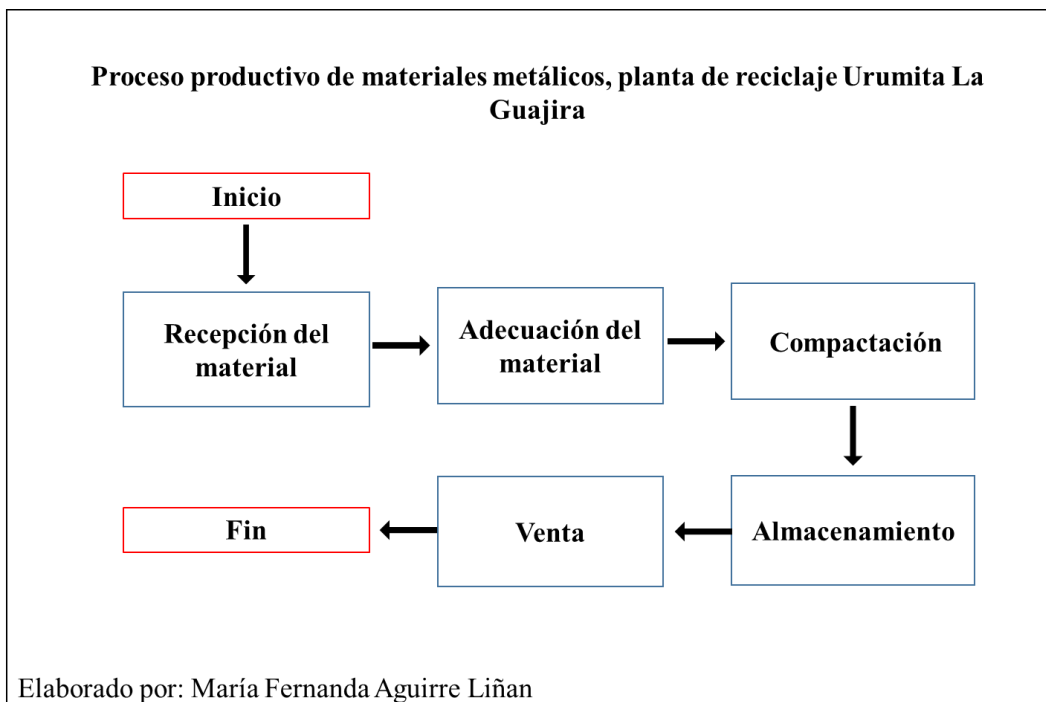 Proceso productivo de materiales metálicos, planta de reciclaje Urumita La
Guajira
Inicio
Recepción del
material
Adecuación del
material
Compactación
Almacenamiento
Venta
Fin
Elaborado por: María Fernanda Aguirre Liñan